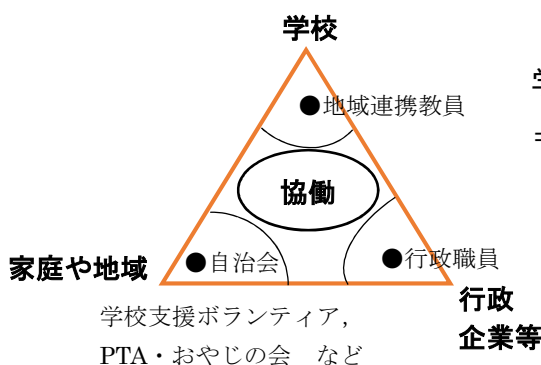 学校
●地域連携教員
協働
家庭や地域
●自治会
●行政職員
学校支援ボランティア，
PTA・おやじの会　など
行政
企業等